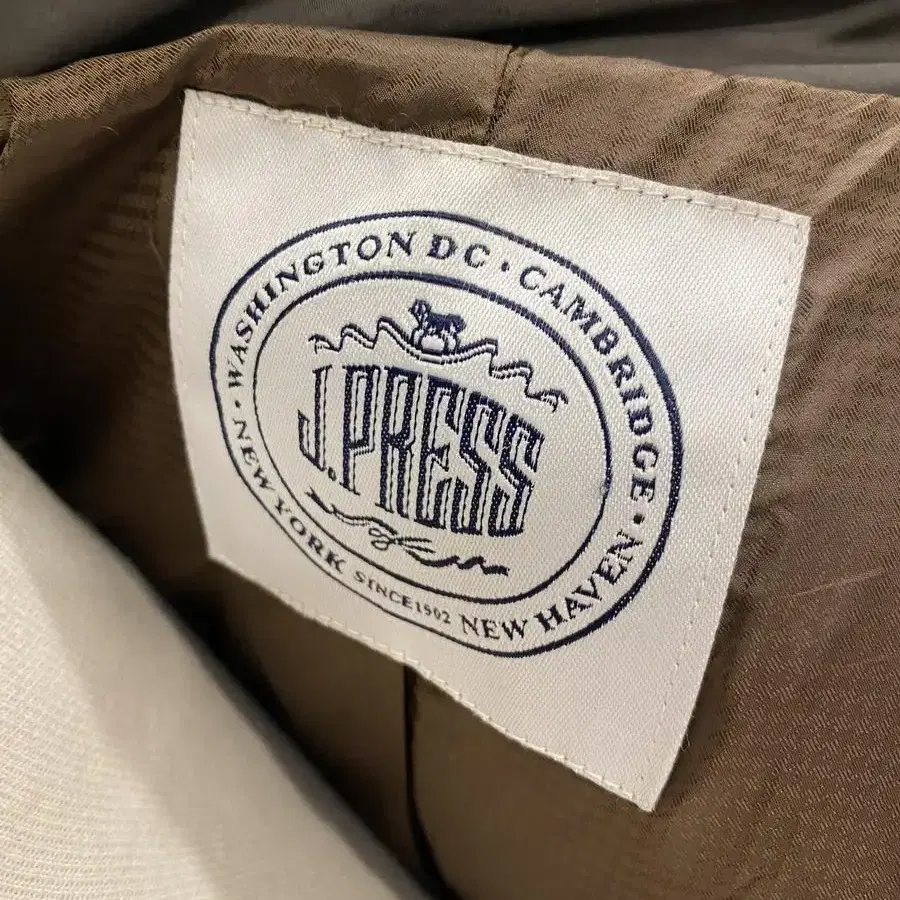 WASHINGTON DC · CAMBRIDGE ·
J.PRESS
· NEW YORK SINCE 1902 NEW HAVEN